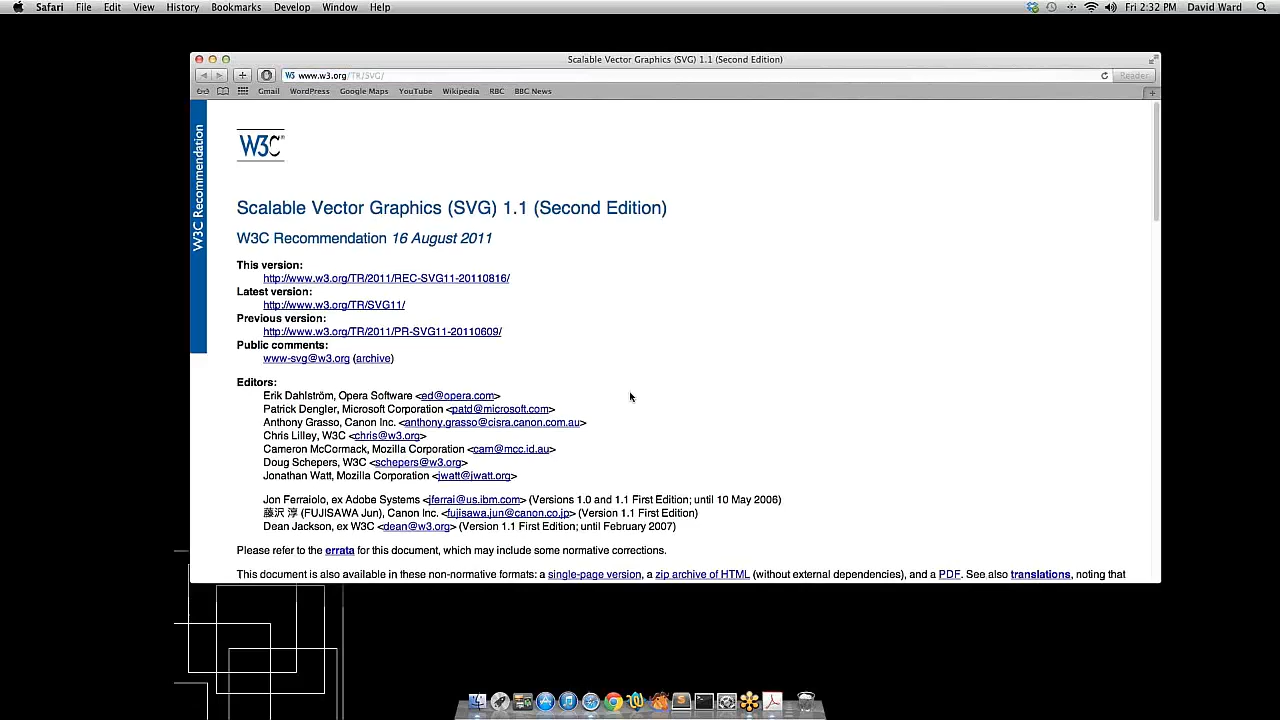 Safari File Edit View History Bookmarks Develop Window Help Fri 2:32 PM David Ward
Scalable Vector Graphics (SVG) 1.1 (Second Edition)
www.w3.org/TR/SVG/ Reader
Gmail WordPress Google Maps YouTube Wikipedia RBC BBC News
W3C Recommendation
W3C®
Scalable Vector Graphics (SVG) 1.1 (Second Edition)
W3C Recommendation 16 August 2011
This version:
http://www.w3.org/TR/2011/REC-SVG11-20110816/
Latest version:
http://www.w3.org/TR/SVG11/
Previous version:
http://www.w3.org/TR/2011/PR-SVG11-20110609/
Public comments:
www-svg@w3.org (archive)
Editors:
Erik Dahlström, Opera Software <ed@opera.com>
Patrick Dengler, Microsoft Corporation <patd@microsoft.com>
Anthony Grasso, Canon Inc. <anthony.grasso@cisra.canon.com.au>
Chris Lilley, W3C <chris@w3.org>
Cameron McCormack, Mozilla Corporation <cam@mcc.id.au>
Doug Schepers, W3C <schepers@w3.org>
Jonathan Watt, Mozilla Corporation <jwatt@jwatt.org>
Jon Ferraiolo, ex Adobe Systems <jferrai@us.ibm.com> (Versions 1.0 and 1.1 First Edition; until 10 May 2006)
藤沢 淳 (FUJISAWA Jun), Canon Inc. <fujisawa.jun@canon.co.jp> (Version 1.1 First Edition)
Dean Jackson, ex W3C <dean@w3.org> (Version 1.1 First Edition; until February 2007)
Please refer to the errata for this document, which may include some normative corrections.
This document is also available in these non-normative formats: a single-page version, a zip archive of HTML (without external dependencies), and a PDF. See also translations, noting that